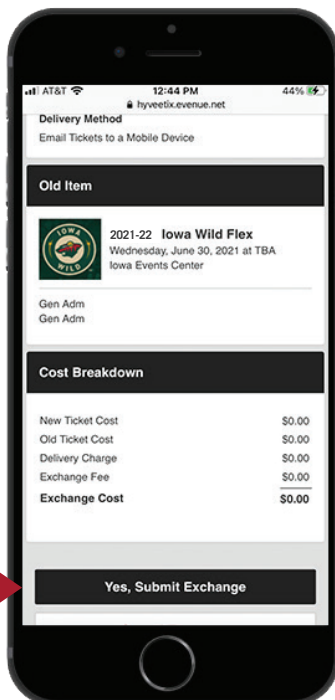 AT&T 12:44 PM 44%
hyveetix.evenue.net
Delivery Method
Email Tickets to a Mobile Device
Old Item
IOWA
WILD
2021-22 Iowa Wild Flex
Wednesday, June 30, 2021 at TBA
Iowa Events Center
Gen Adm
Gen Adm
Cost Breakdown
New Ticket Cost $0.00
Old Ticket Cost $0.00
Delivery Charge $0.00
Exchange Fee $0.00
Exchange Cost $0.00
Yes, Submit Exchange